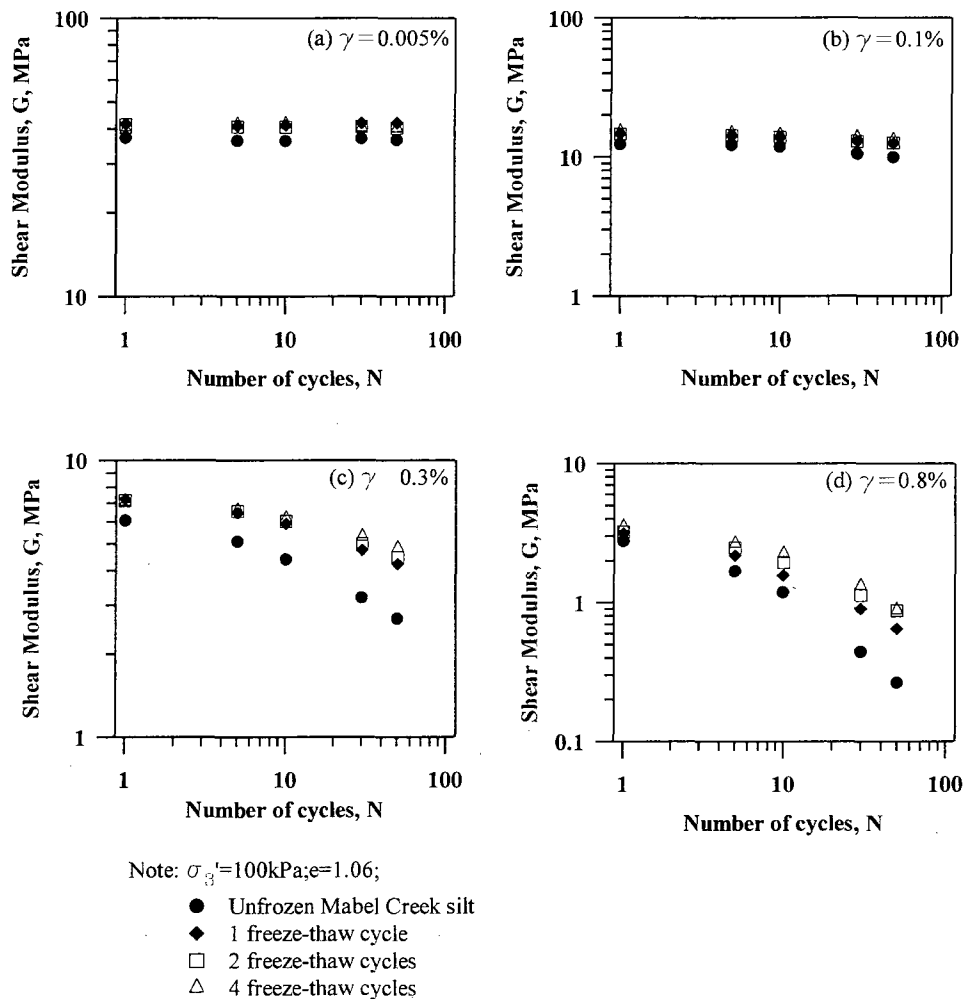 100
(a) γ=0.005%
Shear Modulus, G, MPa
10
1
10
100
Number of cycles, N
100
(b) γ=0.1%
Shear Modulus, G, MPa
10
1
1
10
100
Number of cycles, N
10
(c) γ 0.3%
Shear Modulus, G, MPa
1
1
10
100
Number of cycles, N
10
(d) γ=0.8%
Shear Modulus, G, MPa
1
0.1
1
10
100
Number of cycles, N
Note: σ₃'=100kPa;e=1.06;
Unfrozen Mabel Creek silt
1 freeze-thaw cycle
2 freeze-thaw cycles
4 freeze-thaw cycles